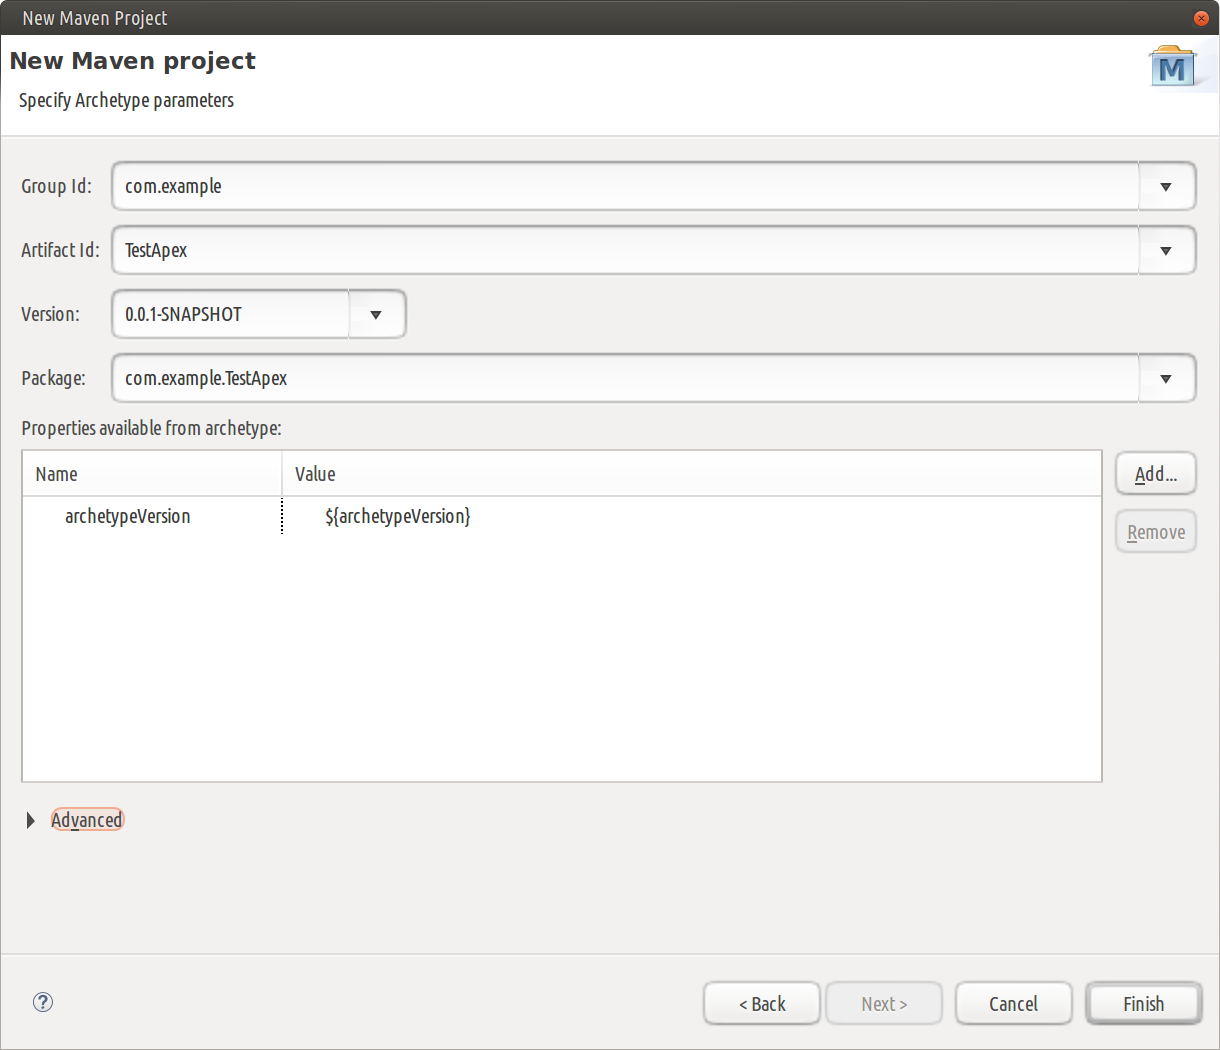 New Maven Project
New Maven project
M
Specify Archetype parameters
Group Id: com.example
Artifact Id: TestApex
Version: 0.0.1-SNAPSHOT
Package: com.example.TestApex
Properties available from archetype:
Name Value Add...
archetypeVersion ${archetypeVersion}
Remove
Advanced
? < Back Next > Cancel Finish